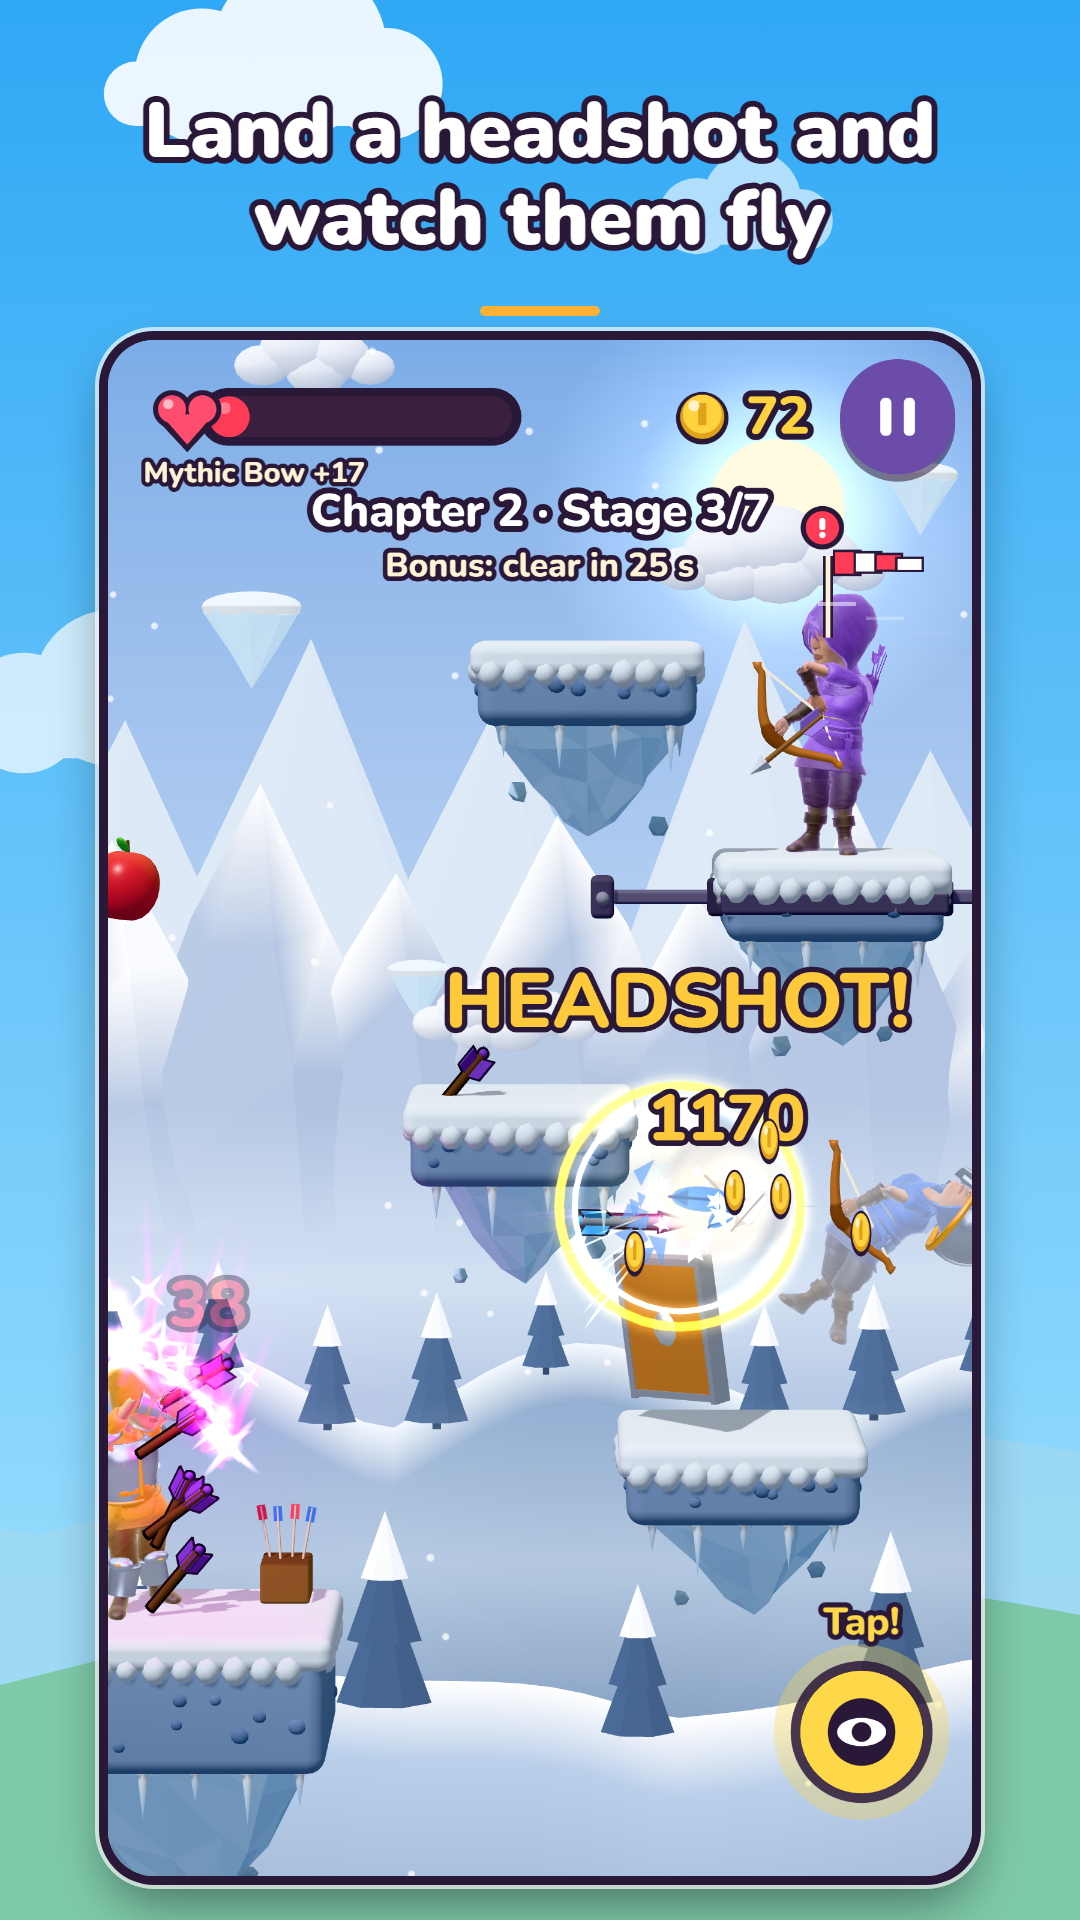 Land a headshot and
watch them fly
72
Mythic Bow +17
Chapter 2 · Stage 3/7
Bonus: clear in 25 s
!
HEADSHOT!
1170
38
Tap!